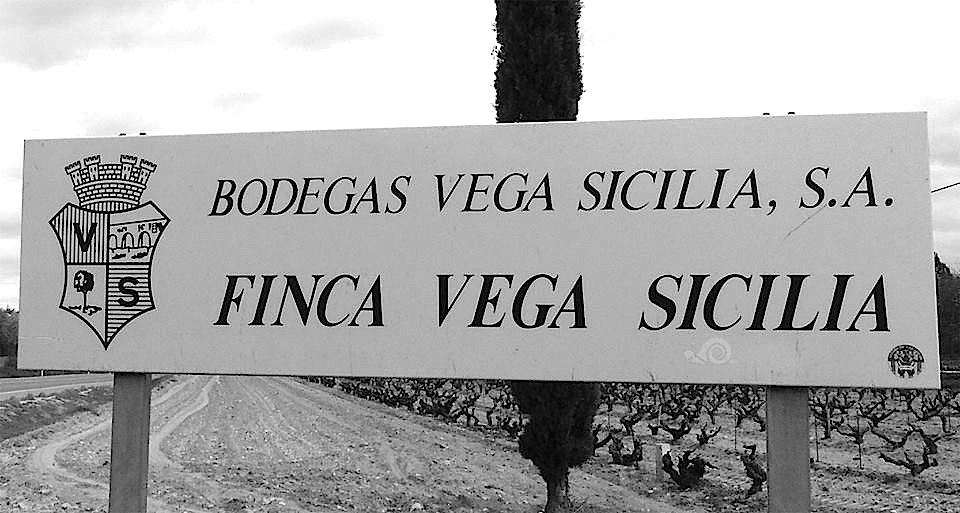 BODEGAS VEGA SICILIA, S.A.
FINCA VEGA SICILIA
V
S